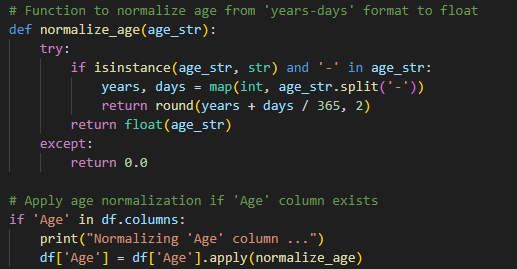 # Function to normalize age from 'years-days' format to float
def normalize_age(age_str):
    try:
        if isinstance(age_str, str) and '-' in age_str:
            years, days = map(int, age_str.split('-'))
            return round(years + days / 365, 2)
        return float(age_str)
    except:
        return 0.0

# Apply age normalization if 'Age' column exists
if 'Age' in df.columns:
    print("Normalizing 'Age' column ...")
    df['Age'] = df['Age'].apply(normalize_age)